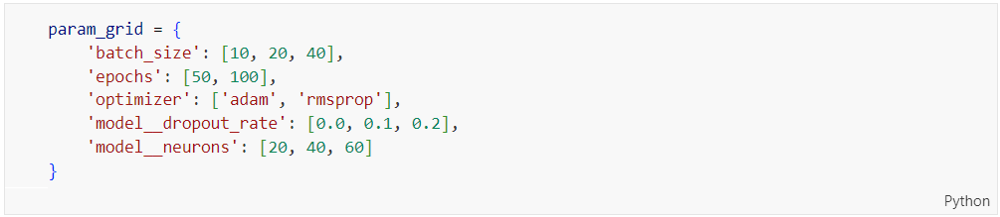 param_grid = {
    'batch_size': [10, 20, 40],
    'epochs': [50, 100],
    'optimizer': ['adam', 'rmsprop'],
    'model__dropout_rate': [0.0, 0.1, 0.2],
    'model__neurons': [20, 40, 60]
}
Python